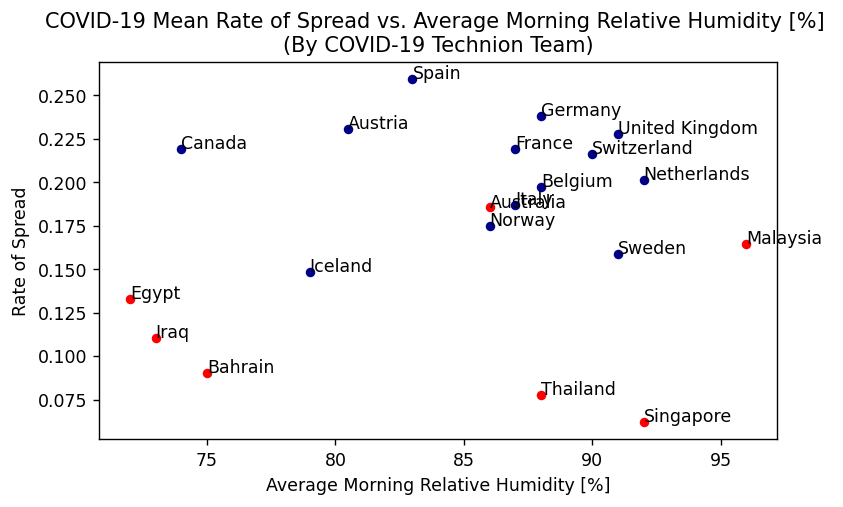 COVID-19 Mean Rate of Spread vs. Average Morning Relative Humidity [%]
(By COVID-19 Technion Team)
Rate of Spread
0.250
0.225
0.200
0.175
0.150
0.125
0.100
0.075
Spain
Germany
Austria
United Kingdom
Canada
France
Switzerland
Netherlands
Belgium
Italy
Australia
Norway
Malaysia
Sweden
Iceland
Egypt
Iraq
Bahrain
Thailand
Singapore
75
80
85
90
95
Average Morning Relative Humidity [%]